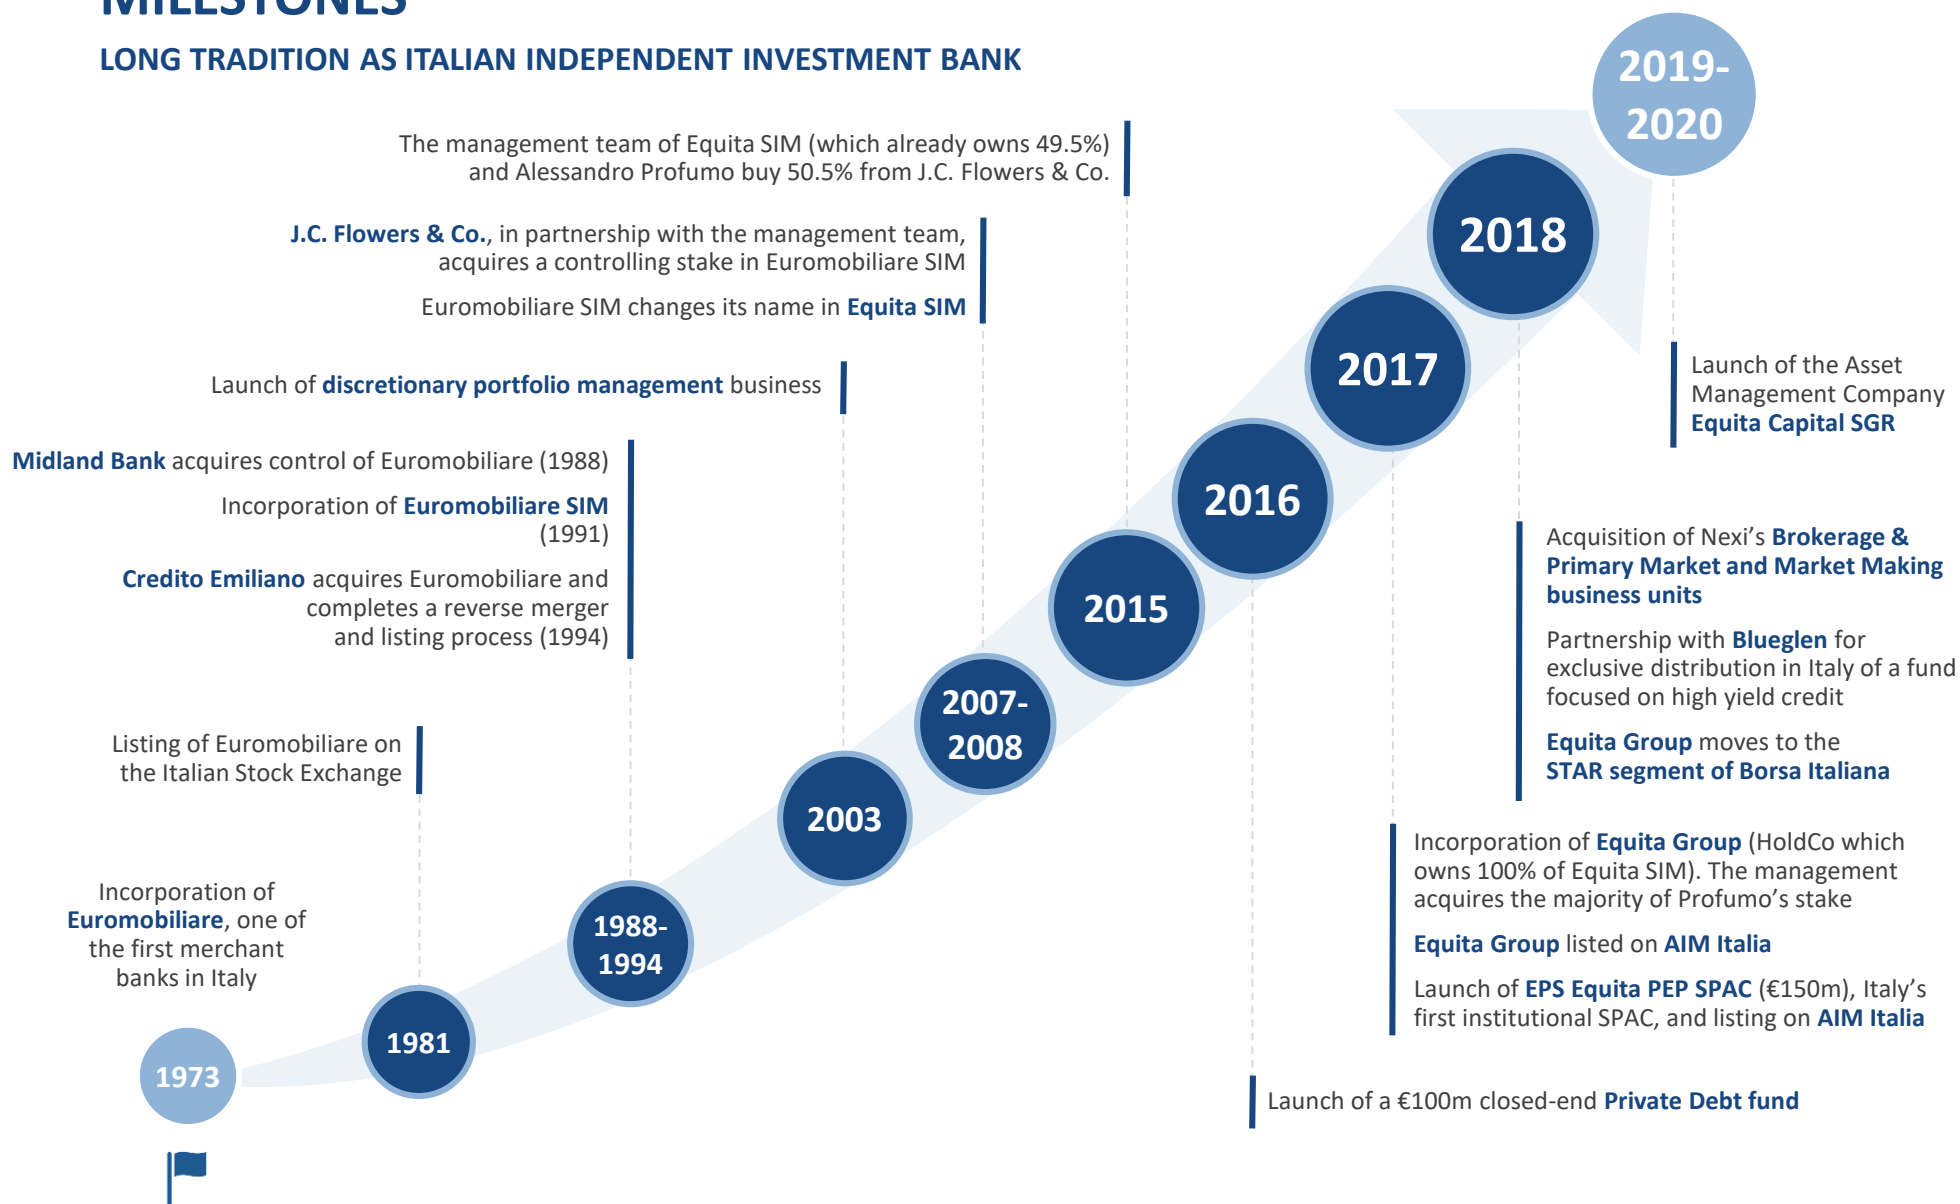 MILESTONES
LONG TRADITION AS ITALIAN INDEPENDENT INVESTMENT BANK
2019-
2020
The management team of Equita SIM (which already owns 49.5%)
and Alessandro Profumo buy 50.5% from J.C. Flowers & Co.
2018
J.C. Flowers & Co., in partnership with the management team,
acquires a controlling stake in Euromobiliare SIM
Euromobiliare SIM changes its name in Equita SIM
2017
Launch of the Asset
Management Company
Equita Capital SGR
Launch of discretionary portfolio management business
Midland Bank acquires control of Euromobiliare (1988)
Incorporation of Euromobiliare SIM
(1991)
Credito Emiliano acquires Euromobiliare and
completes a reverse merger
and listing process (1994)
2016
Acquisition of Nexi’s Brokerage &
Primary Market and Market Making
business units
Partnership with Blueglen for
exclusive distribution in Italy of a fund
focused on high yield credit
Equita Group moves to the
STAR segment of Borsa Italiana
2015
2007-
2008
Listing of Euromobiliare on
the Italian Stock Exchange
2003
Incorporation of Equita Group (HoldCo which
owns 100% of Equita SIM). The management
acquires the majority of Profumo’s stake
Equita Group listed on AIM Italia
Launch of EPS Equita PEP SPAC (€150m), Italy’s
first institutional SPAC, and listing on AIM Italia
Incorporation of
Euromobiliare, one of
the first merchant
banks in Italy
1988-
1994
1981
1973
Launch of a €100m closed-end Private Debt fund